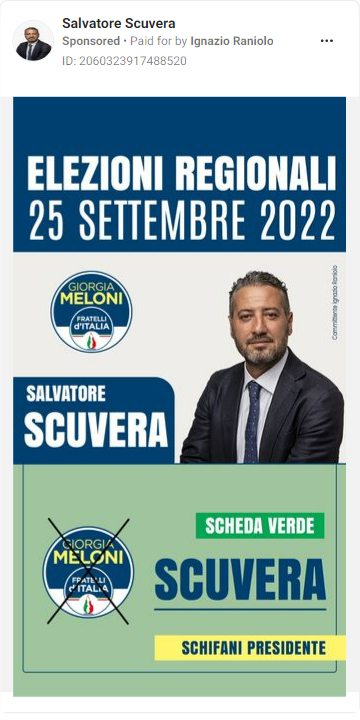 Salvatore Scuvera
Sponsored • Paid for by Ignazio Raniolo
ID: 2060323917488520
ELEZIONI REGIONALI
25 SETTEMBRE 2022
Committente Ignazio Raniolo
GIORGIA
MELONI
FRATELLI
d'ITALIA
SALVATORE
SCUVERA
SCHEDA VERDE
GIORGIA
MELONI
FRATELLI
d'ITALIA
SCUVERA
SCHIFANI PRESIDENTE